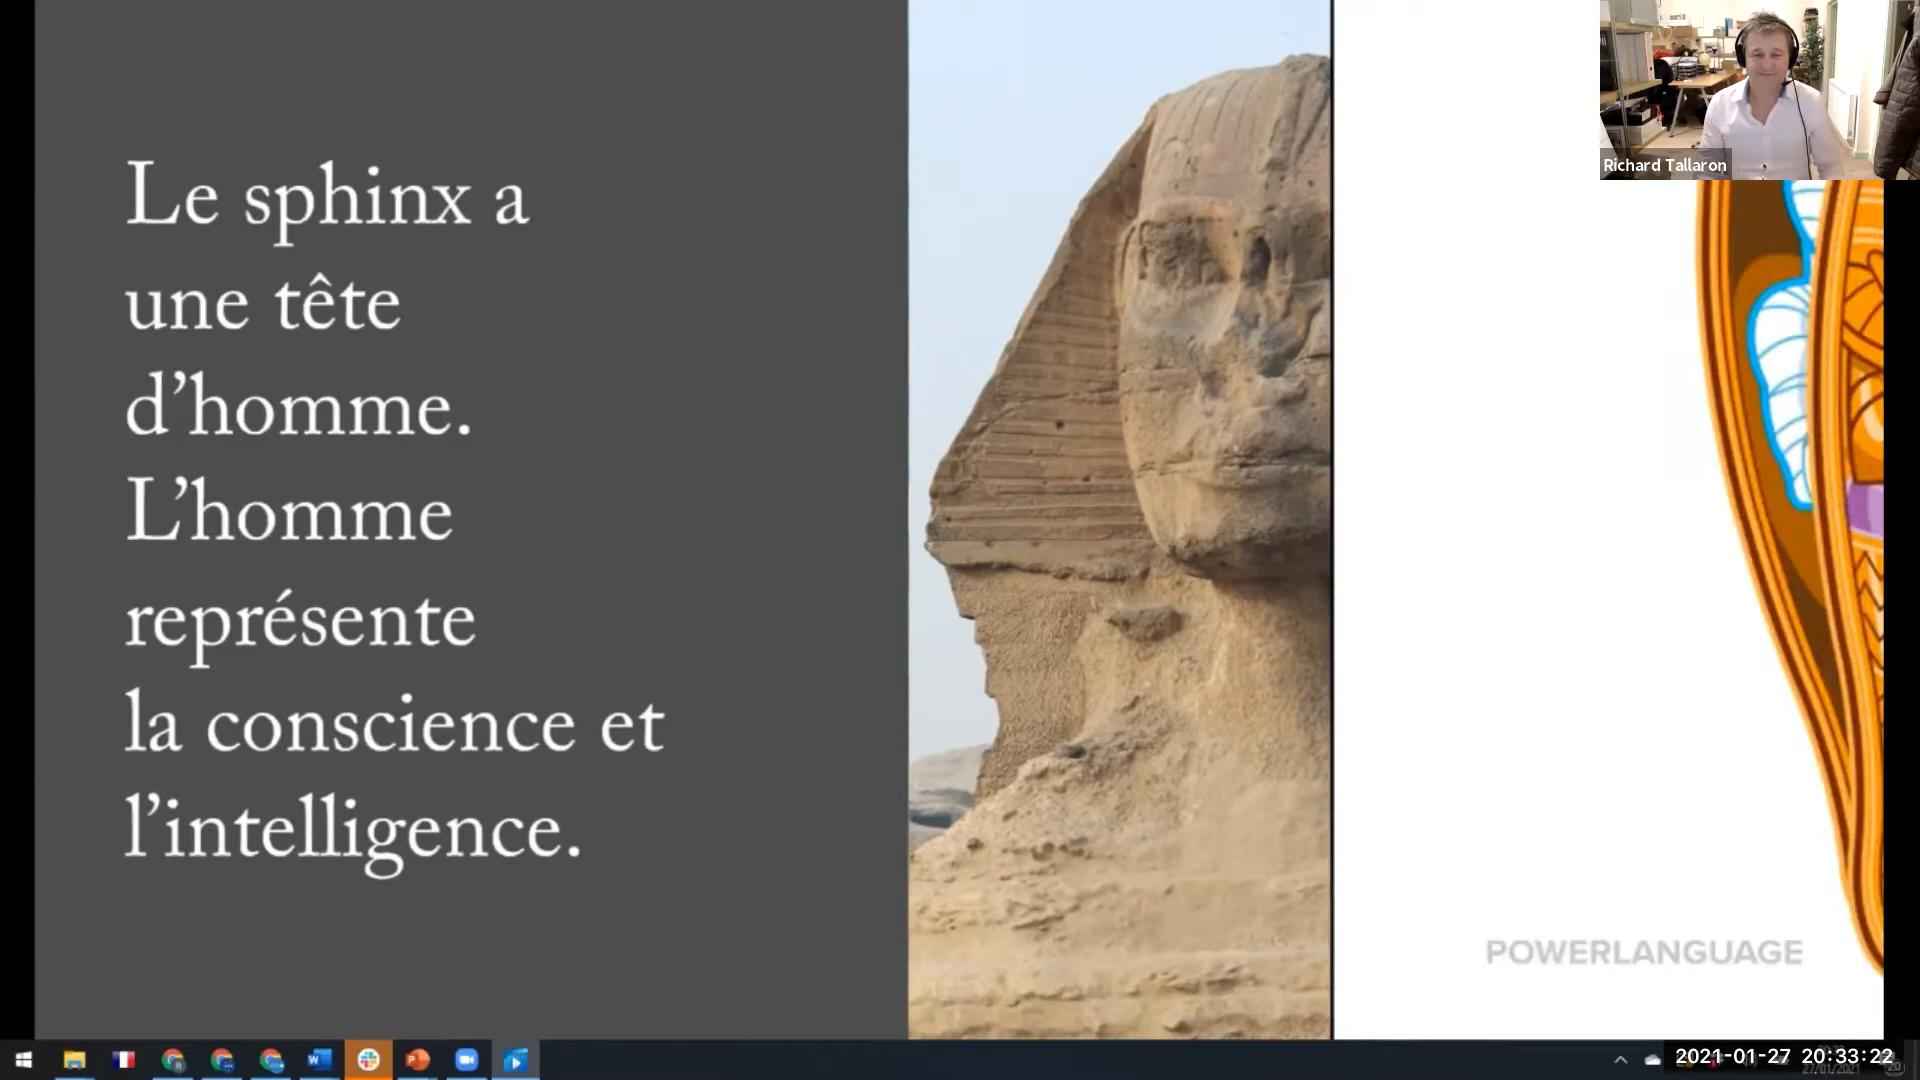 Le sphinx a
une tête
d’homme.
L’homme
représente
la conscience et
l’intelligence.
Richard Tallaron
POWERLANGUAGE
2021-01-27 20:33:22